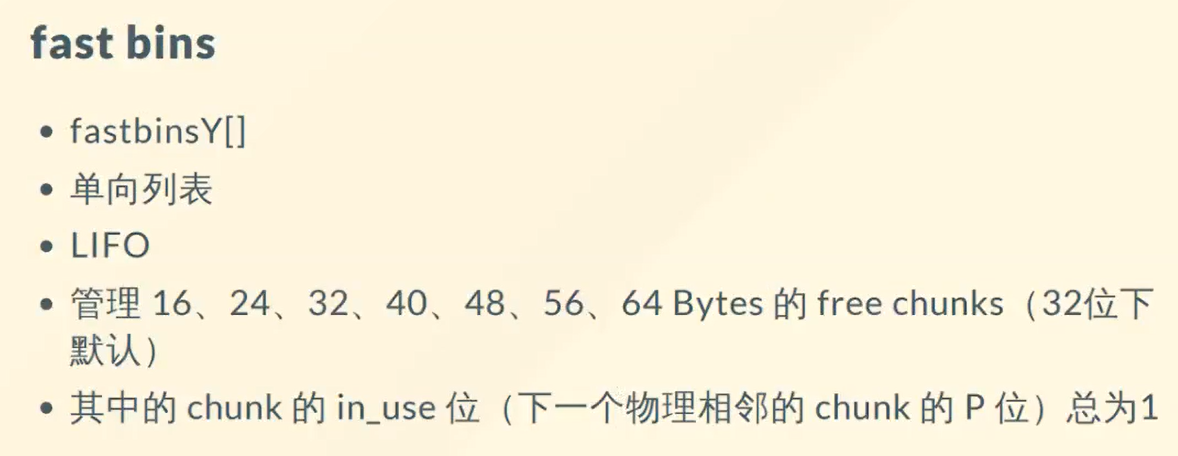 fast bins
fastbinsY[]
单向列表
LIFO
管理 16、24、32、40、48、56、64 Bytes 的 free chunks（32位下
默认）
其中的 chunk 的 in_use 位（下一个物理相邻的 chunk 的 P 位）总为1